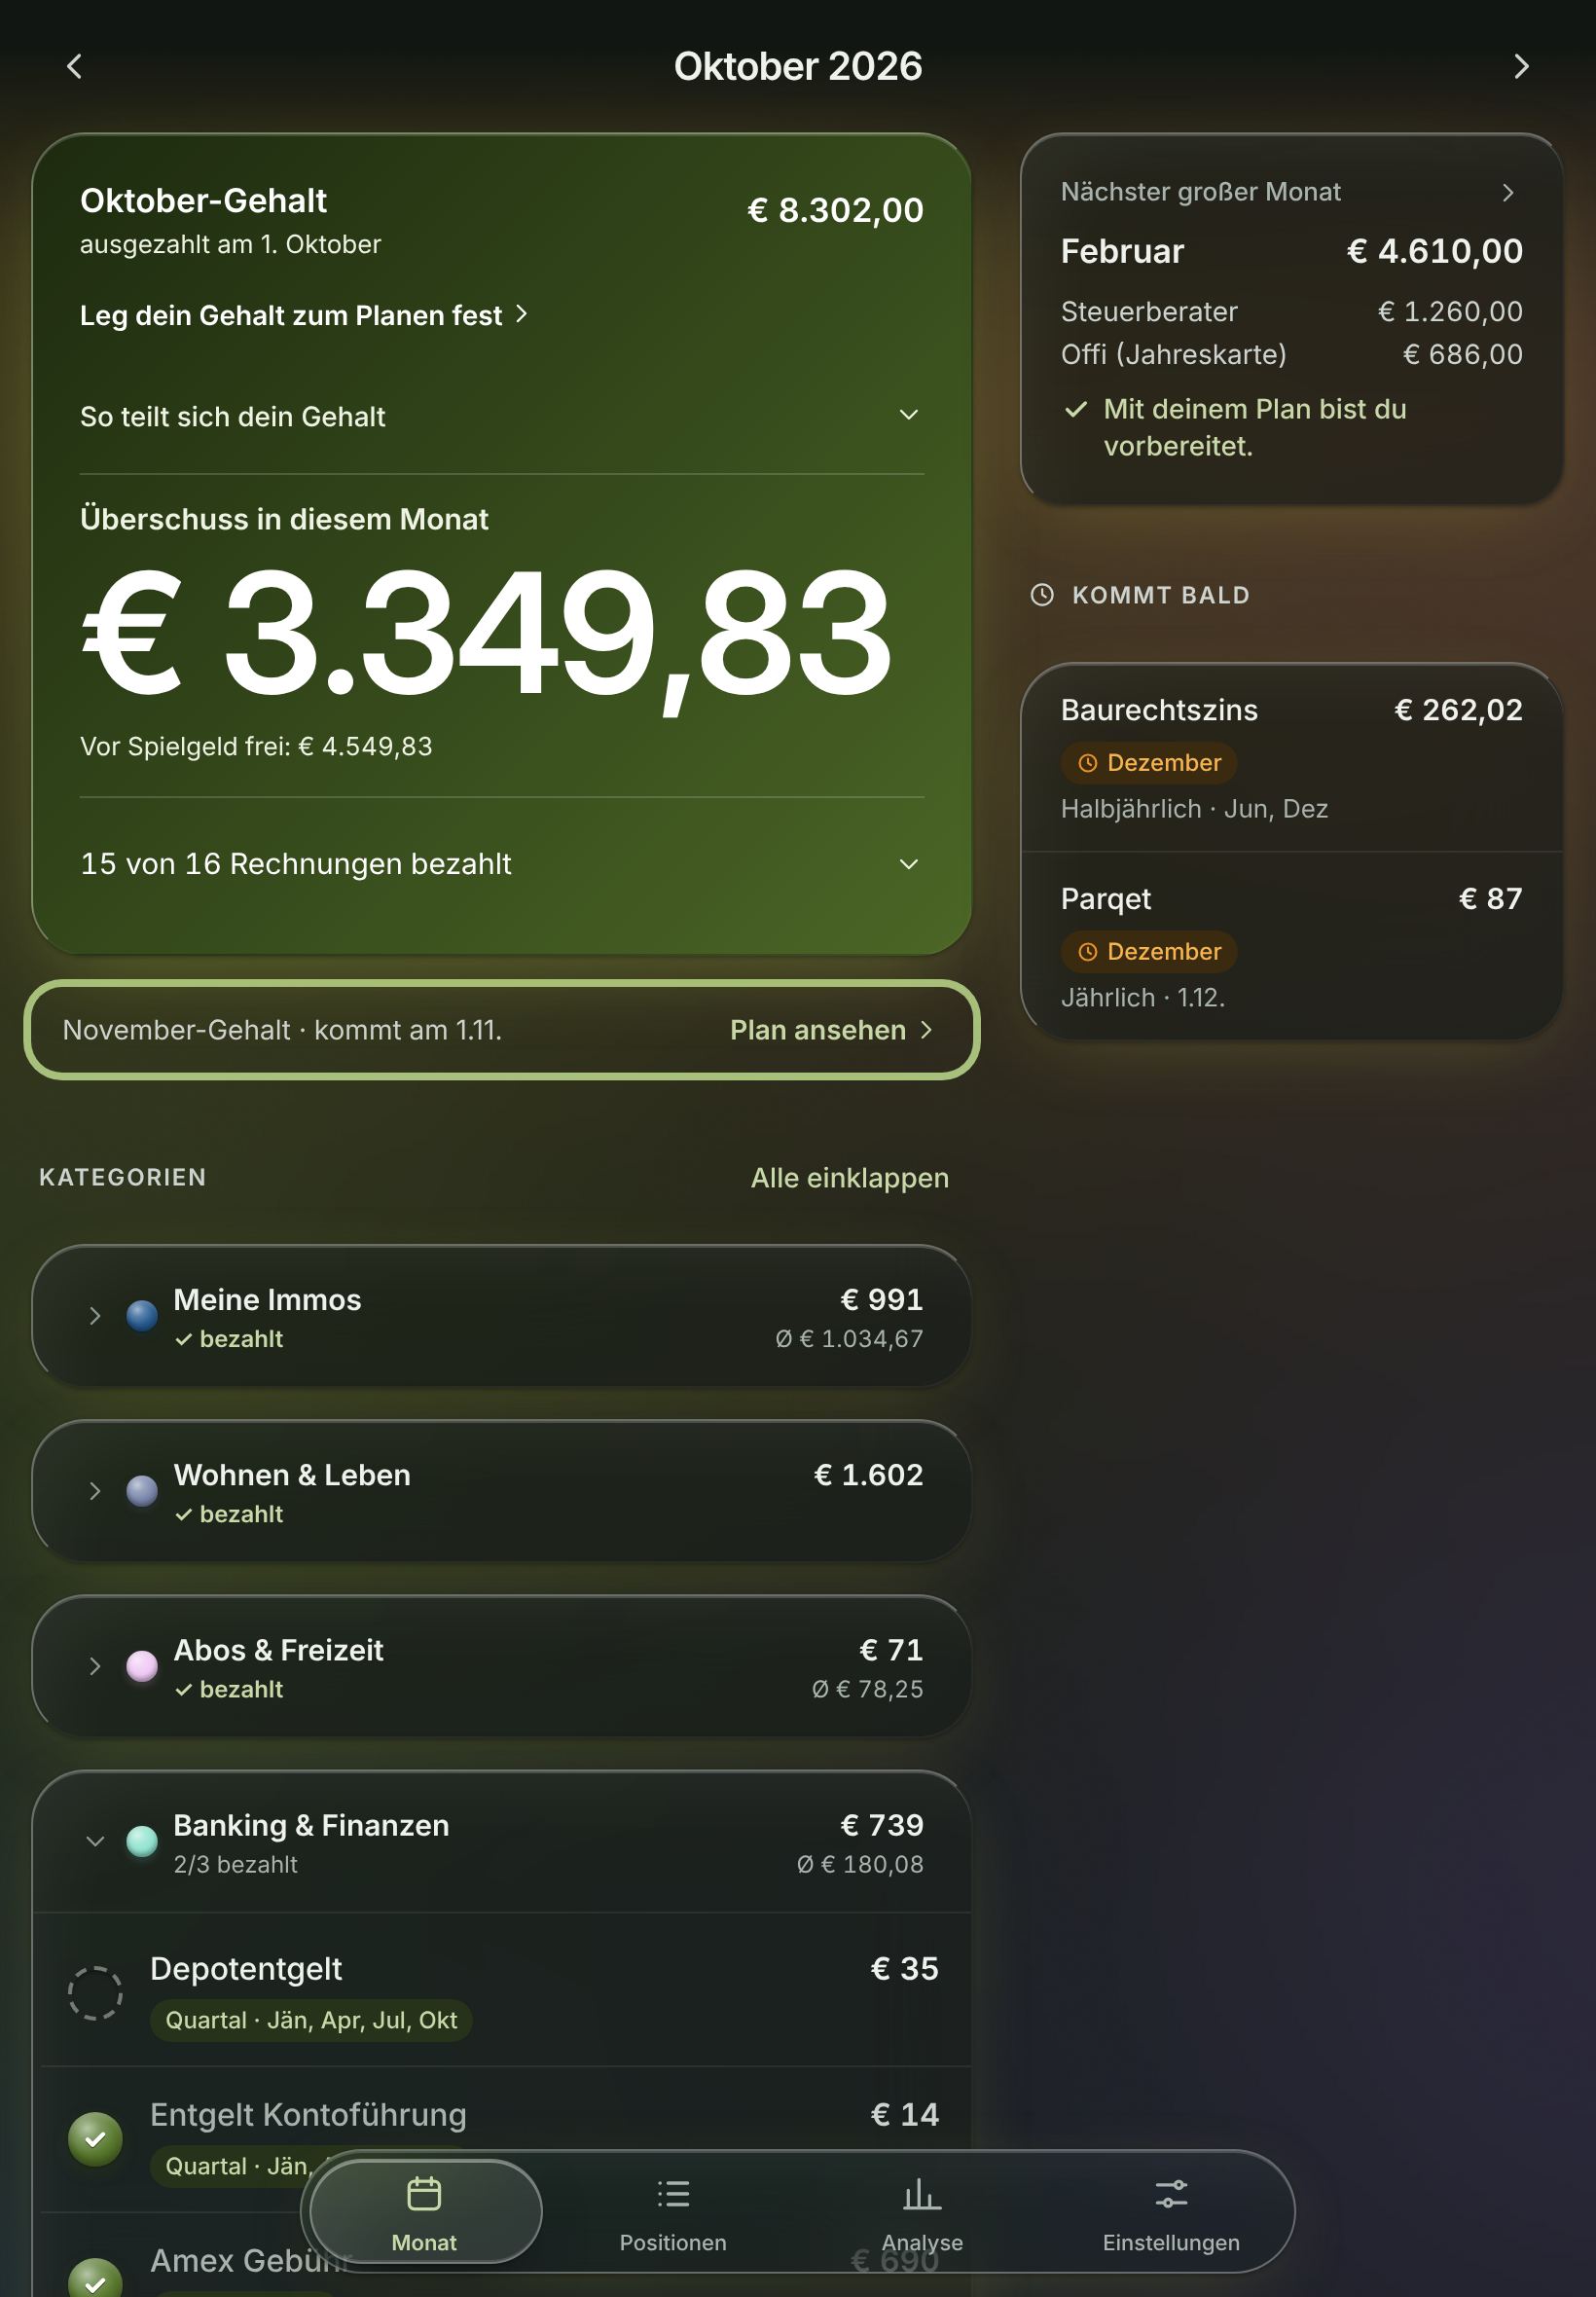 Oktober 2026
Oktober-Gehalt
€ 8.302,00
ausgezahlt am 1. Oktober
Leg dein Gehalt zum Planen fest
So teilt sich dein Gehalt
Überschuss in diesem Monat
€ 3.349,83
Vor Spielgeld frei: € 4.549,83
15 von 16 Rechnungen bezahlt
November-Gehalt · kommt am 1.11.
Plan ansehen
Nächster großer Monat
Februar € 4.610,00
Steuerberater € 1.260,00
Offi (Jahreskarte) € 686,00
Mit deinem Plan bist du
vorbereitet.
KOMMT BALD
Baurechtszins € 262,02
Dezember
Halbjährlich · Jun, Dez
Parqet € 87
Dezember
Jährlich · 1.12.
KATEGORIEN Alle einklappen
Meine Immos € 991
bezahlt Ø € 1.034,67
Wohnen & Leben € 1.602
bezahlt
Abos & Freizeit € 71
bezahlt Ø € 78,25
Banking & Finanzen € 739
2/3 bezahlt Ø € 180,08
Depotentgelt € 35
Quartal · Jän, Apr, Jul, Okt
Entgelt Kontoführung € 14
Quartal · Jän,
Amex Gebühr € 690
Monat Positionen Analyse Einstellungen